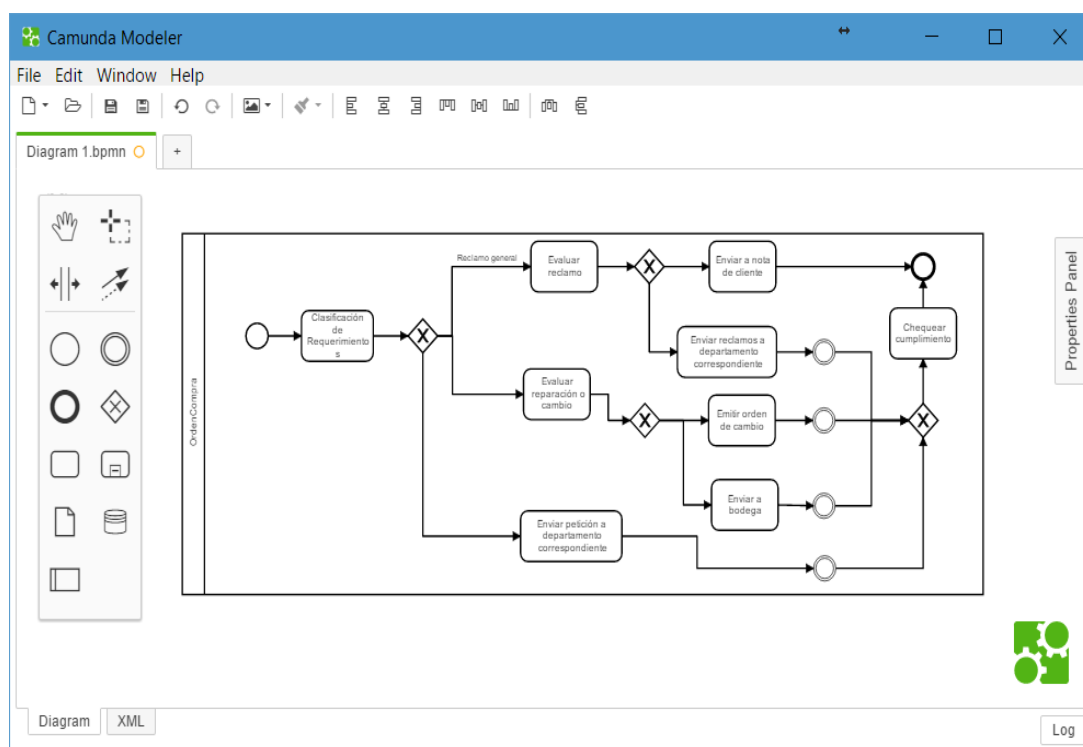 Camunda Modeler
File Edit Window Help
Diagram 1.bpmn
+
Properties Panel
OrdenCompra
Clasificación
de
Requerimiento
s
Reclamo general
Evaluar
reclamo
Enviar a nota
de cliente
Enviar reclamos a
departamento
correspondiente
Chequear
cumplimiento
Evaluar
reparación o
cambio
Emitir orden
de cambio
Enviar a
bodega
Enviar petición a
departamento
correspondiente
Diagram XML
Log